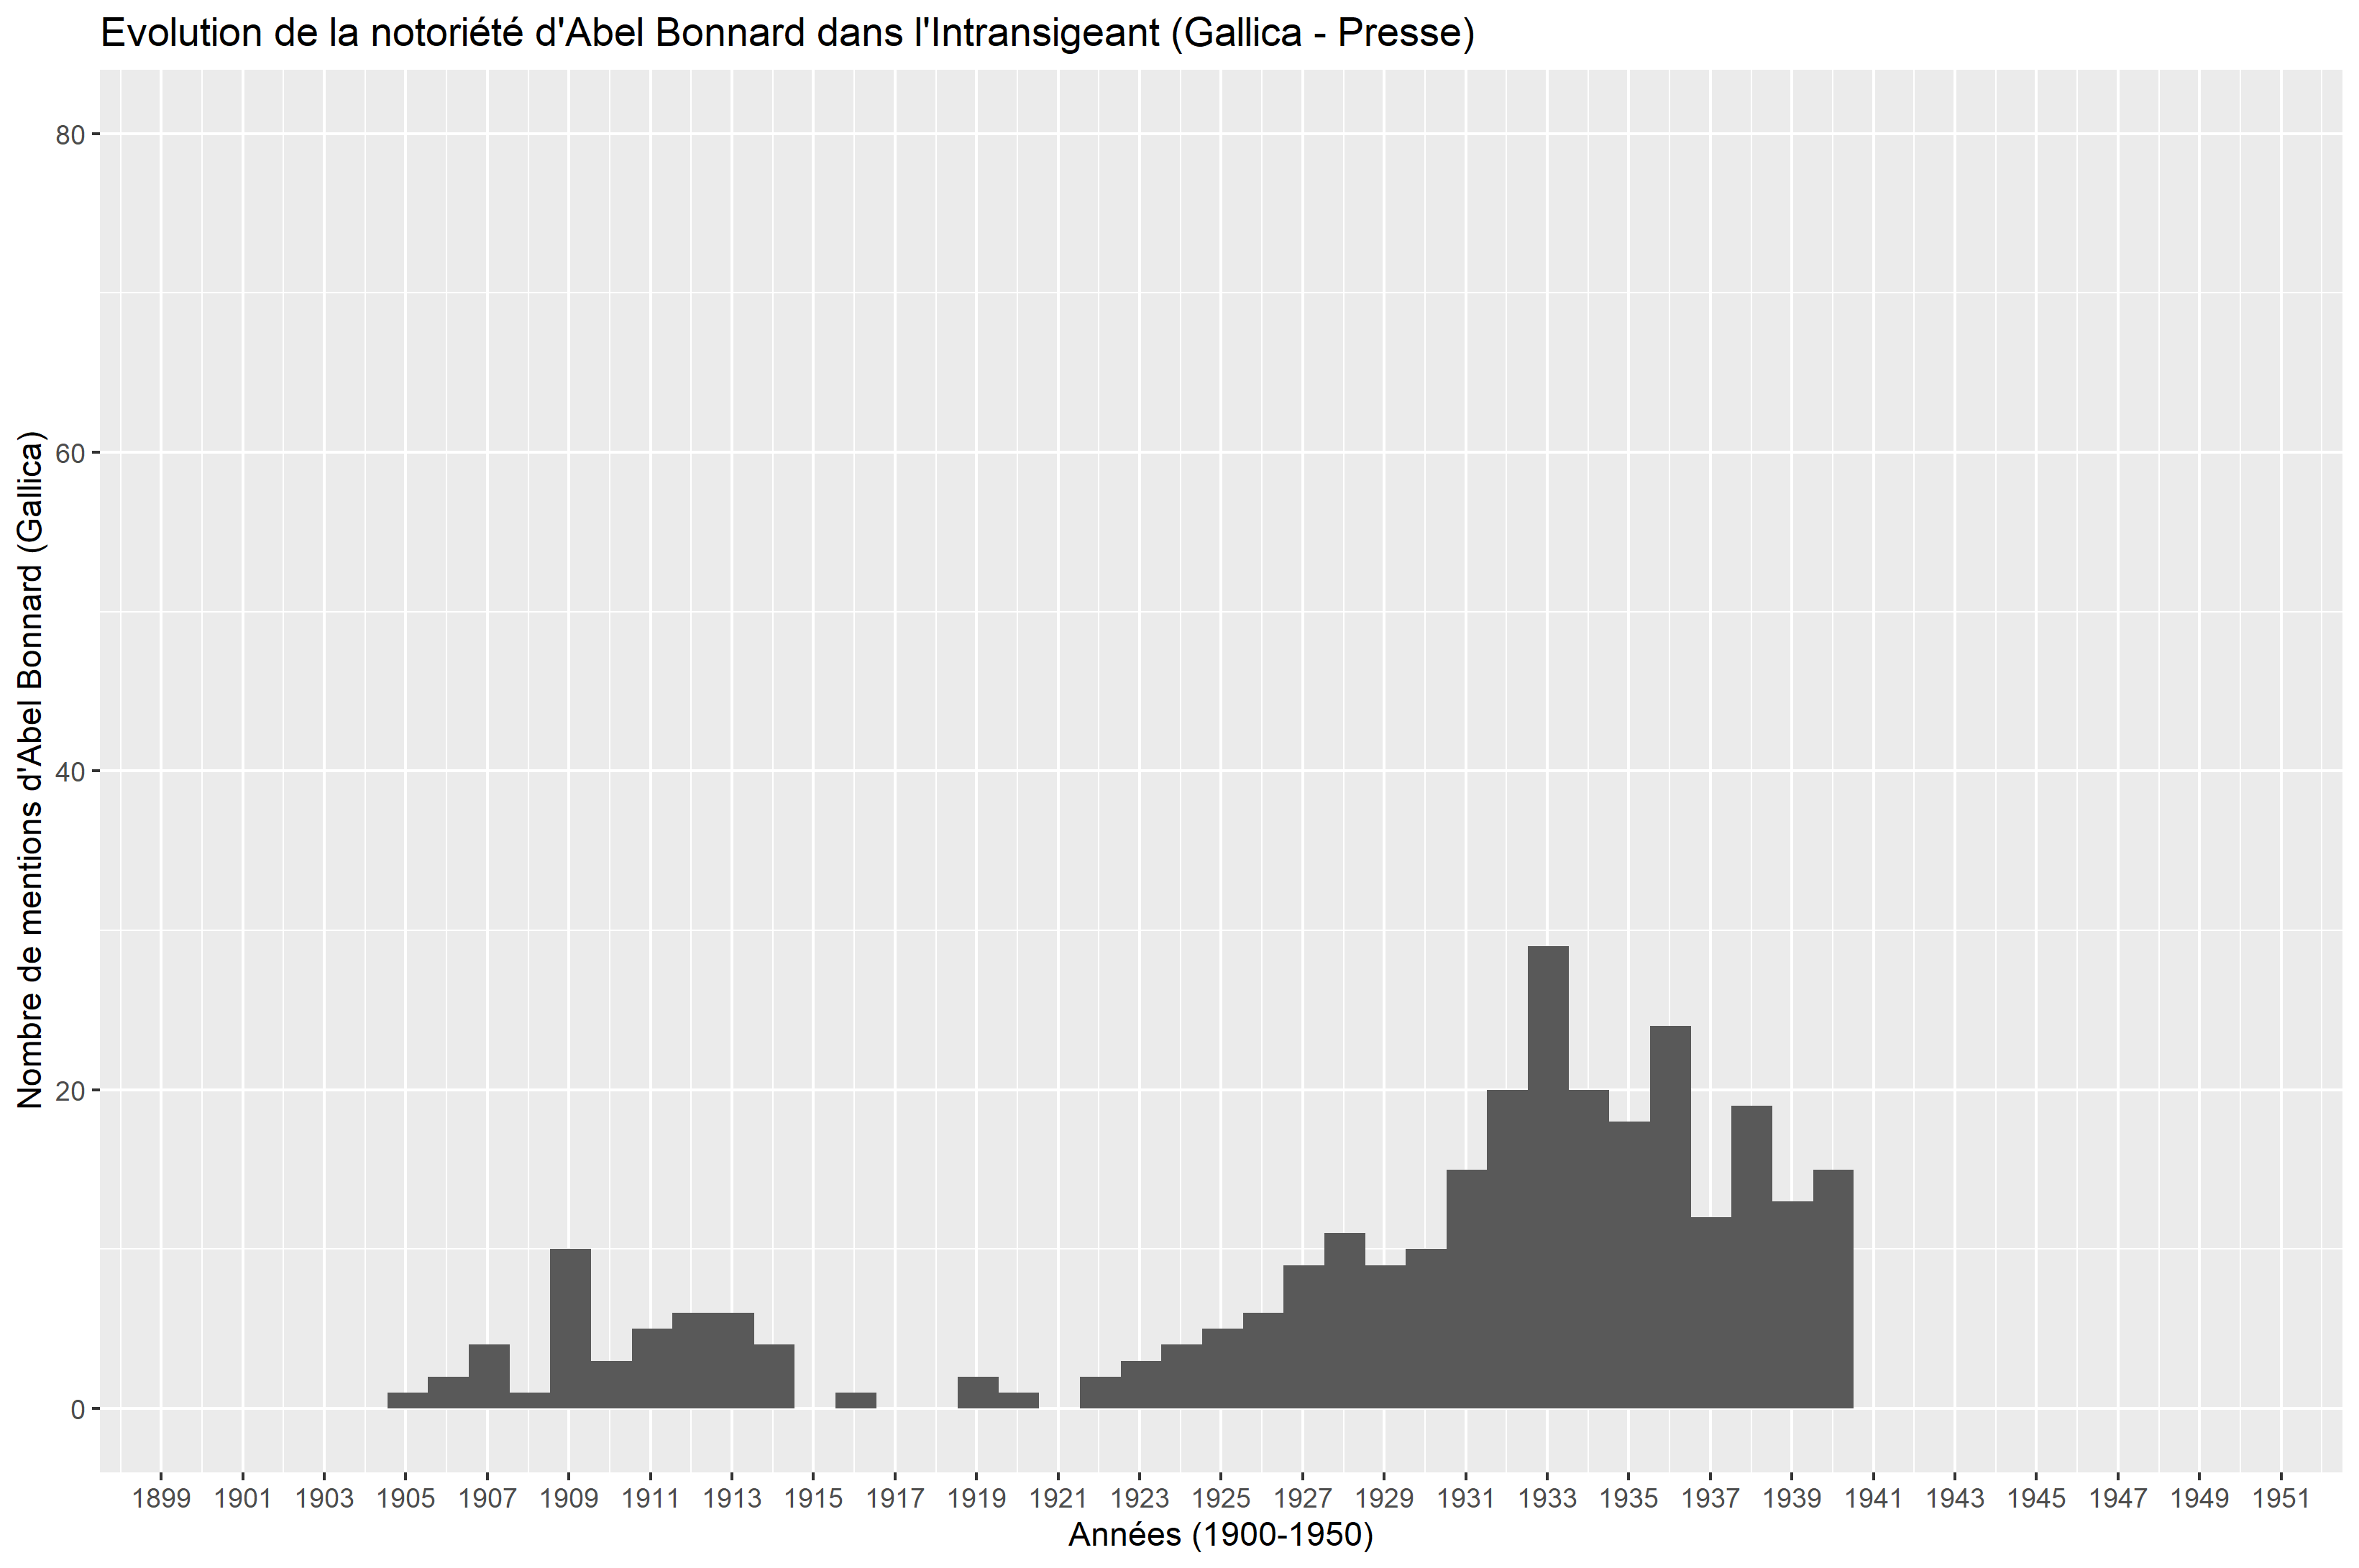 Evolution de la notoriété d'Abel Bonnard dans l'Intransigeant (Gallica - Presse)
Nombre de mentions d'Abel Bonnard (Gallica)
80
60
40
20
0
1899 1901 1903 1905 1907 1909 1911 1913 1915 1917 1919 1921 1923 1925 1927 1929 1931 1933 1935 1937 1939 1941 1943 1945 1947 1949 1951
Années (1900-1950)